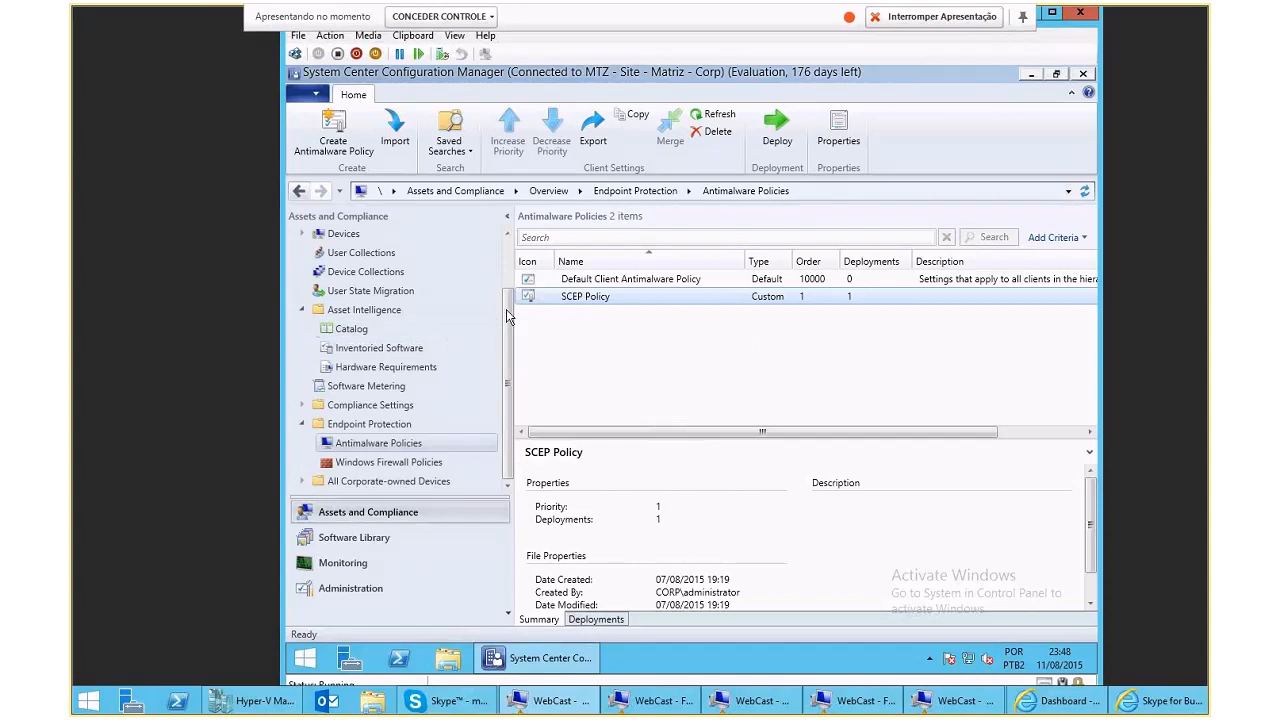 Apresentando no momento
CONCEDER CONTROLE
Interromper Apresentação
File Action Media Clipboard View Help
System Center Configuration Manager (Connected to MTZ - Site - Matriz - Corp) (Evaluation, 176 days left)
Home
Create Antimalware Policy
Import
Saved Searches
Increase Priority
Decrease Priority
Export
Copy
Merge
Refresh
Delete
Deploy
Properties
Create
Search
Client Settings
Deployment
Properties
\ Assets and Compliance Overview Endpoint Protection Antimalware Policies
Assets and Compliance
Devices
User Collections
Device Collections
User State Migration
Asset Intelligence
Catalog
Inventoried Software
Hardware Requirements
Software Metering
Compliance Settings
Endpoint Protection
Antimalware Policies
Windows Firewall Policies
All Corporate-owned Devices
Assets and Compliance
Software Library
Monitoring
Administration
Antimalware Policies 2 items
Search
Search
Add Criteria
Icon Name Type Order Deployments Description
Default Client Antimalware Policy Default 10000 0 Settings that apply to all clients in the hiera
SCEP Policy Custom 1 1
SCEP Policy
Properties
Description
Priority: 1
Deployments: 1
File Properties
Date Created: 07/08/2015 19:19
Created By: CORP\administrator
Date Modified: 07/08/2015 19:19
Activate Windows
Go to System in Control Panel to
activate Windows.
Summary Deployments
Ready
System Center Co...
POR
PTB2
23:48
11/08/2015
Status: Running
Hyper-V Ma...
Skype™ - m...
WebCast - ...
WebCast - F...
WebCast - ...
WebCast - F...
WebCast - ...
Dashboard - ...
Skype for Bu...